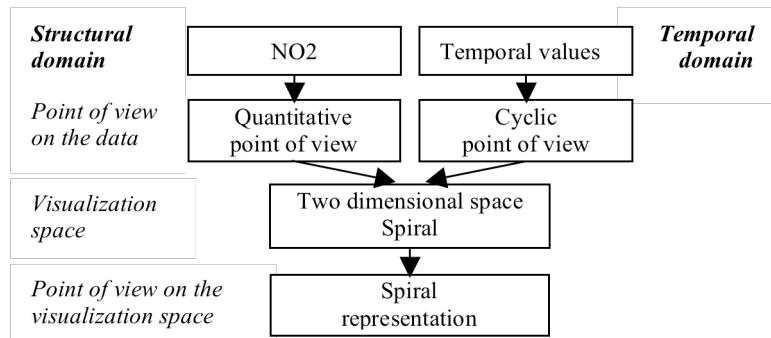 Structural
domain
NO2
Temporal values
Temporal
domain
Point of view
on the data
Quantitative
point of view
Cyclic
point of view
Visualization
space
Two dimensional space
Spiral
Point of view on the
visualization space
Spiral
representation